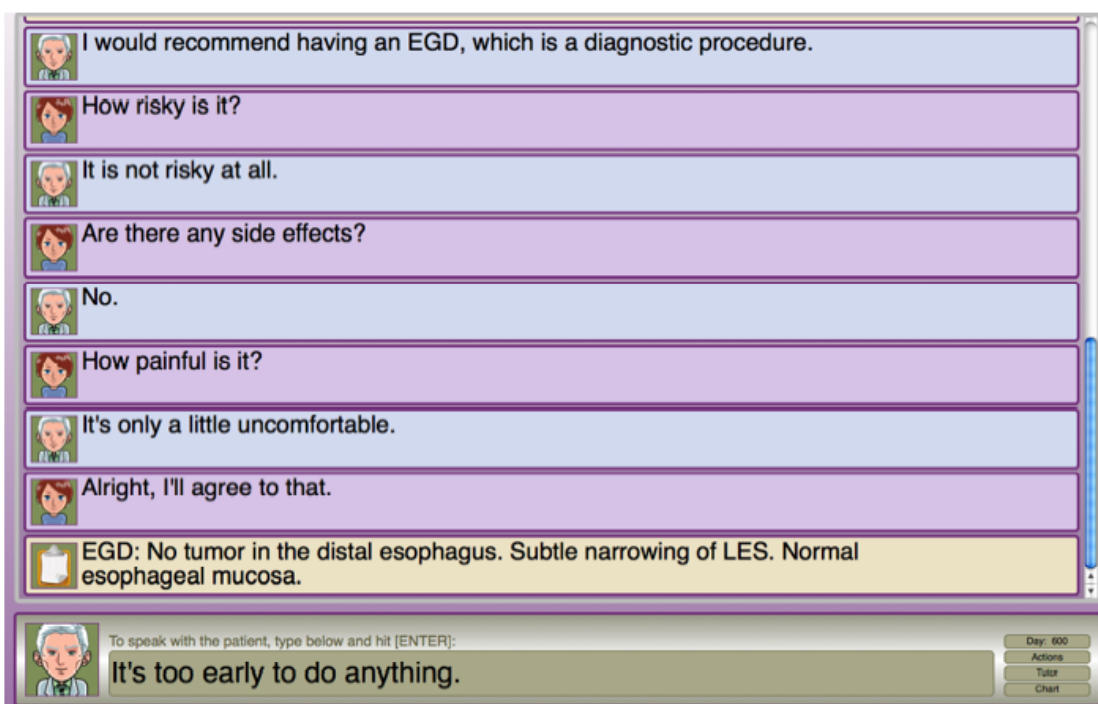 I would recommend having an EGD, which is a diagnostic procedure.
How risky is it?
It is not risky at all.
Are there any side effects?
No.
How painful is it?
It's only a little uncomfortable.
Alright, I'll agree to that.
EGD: No tumor in the distal esophagus. Subtle narrowing of LES. Normal
esophageal mucosa.
To speak with the patient, type below and hit [ENTER]:
It's too early to do anything.
Day: 600
Actions
Tutor
Chart